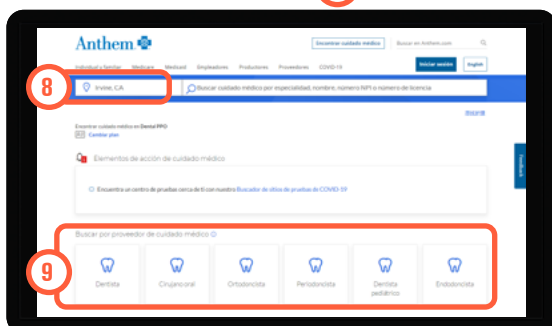 Anthem
Encontrar cuidado médico
Buscar en Anthem.com
Individual y familiar Medicare Medicaid Empleadores Productores Proveedores COVID-19
Iniciar sesión
English
8
Irvine, CA
Buscar cuidado médico por especialidad, nombre, número NPI o número de licencia
Encontrar cuidado médico en Dental PPO
Cambiar plan
Elementos de acción de cuidado médico
Feedback
Encuentra un centro de pruebas cerca de ti con nuestro Buscador de sitios de pruebas de COVID-19
Buscar por proveedor de cuidado médico
9
Dentista Cirujano oral Ortodoncista Periodoncista Dentista pediátrico Endodoncista